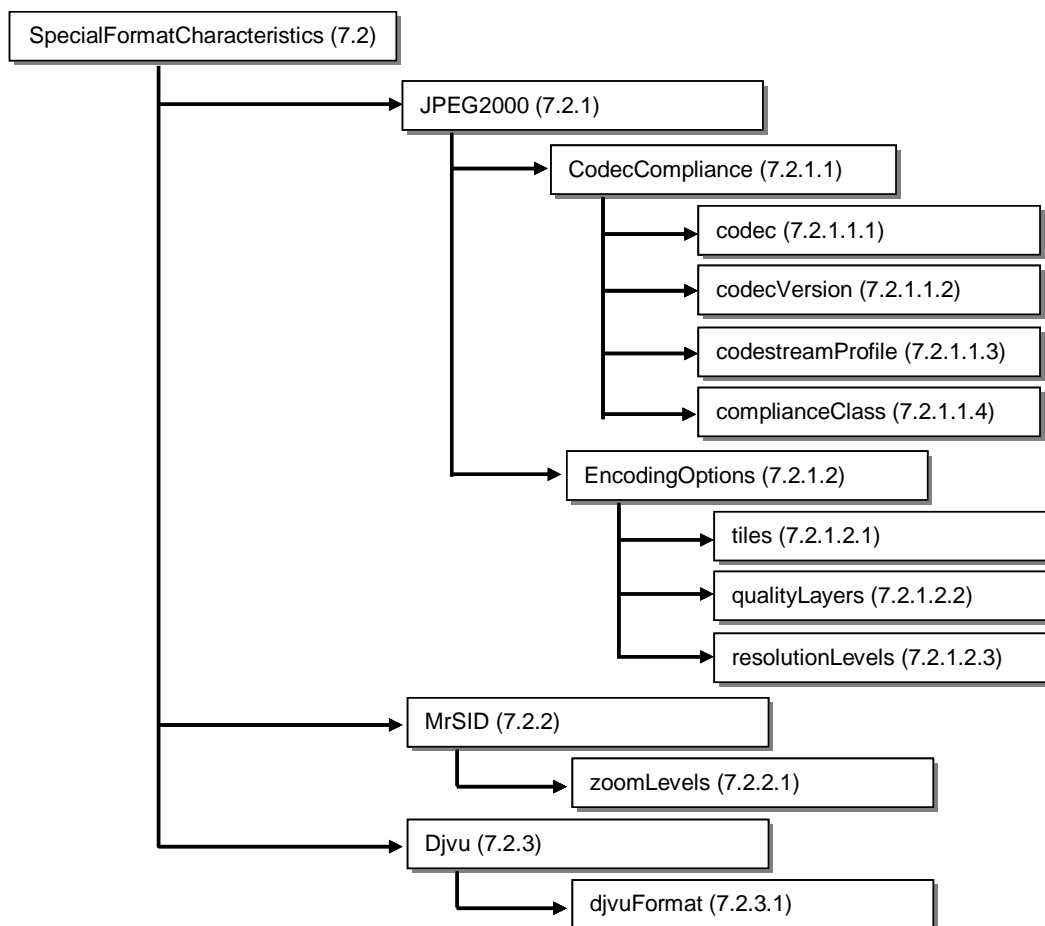 SpecialFormatCharacteristics (7.2)
JPEG2000 (7.2.1)
CodecCompliance (7.2.1.1)
codec (7.2.1.1.1)
codecVersion (7.2.1.1.2)
codestreamProfile (7.2.1.1.3)
complianceClass (7.2.1.1.4)
EncodingOptions (7.2.1.2)
tiles (7.2.1.2.1)
qualityLayers (7.2.1.2.2)
resolutionLevels (7.2.1.2.3)
MrSID (7.2.2)
zoomLevels (7.2.2.1)
Djvu (7.2.3)
djvuFormat (7.2.3.1)